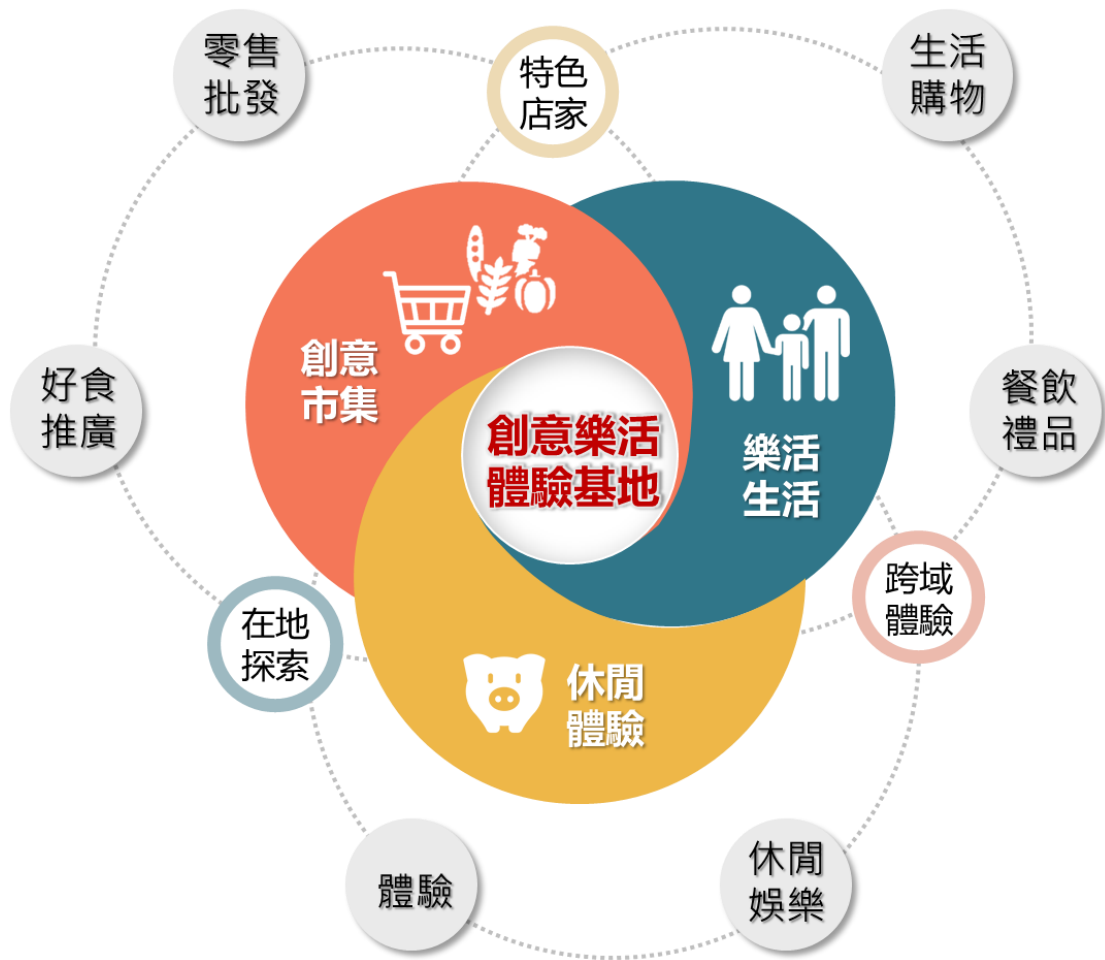 零售
批發
特色
店家
生活
購物
創意
市集
好食
推廣
創意樂活
體驗基地
樂活
生活
餐飲
禮品
在地
探索
跨域
體驗
休閒
體驗
體驗
休閒
娛樂